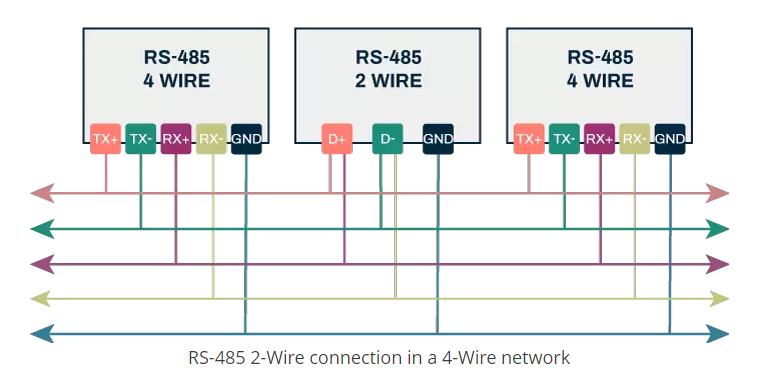 RS-485
4 WIRE
RS-485
2 WIRE
RS-485
4 WIRE
TX+ TX- RX+ RX- GND
D+ D- GND
TX+ TX- RX+ RX- GND
RS-485 2-Wire connection in a 4-Wire network